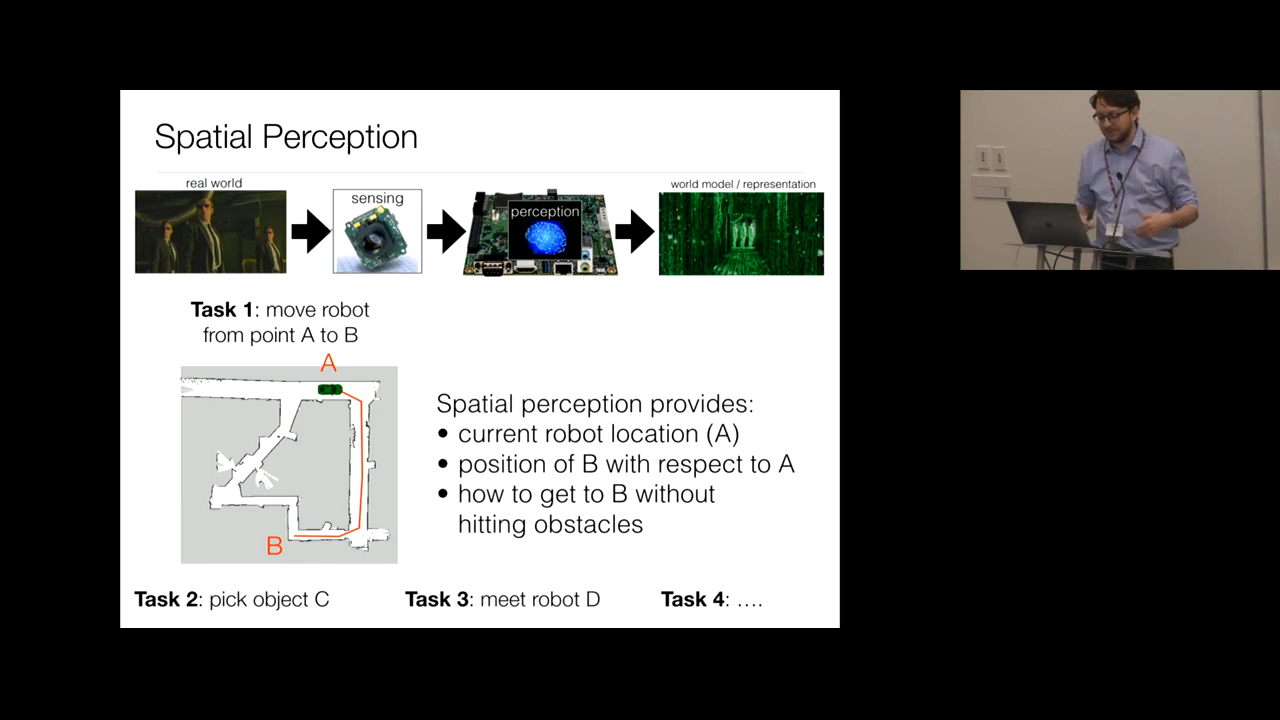 Spatial Perception
real world
sensing
perception
world model / representation
Task 1: move robot
from point A to B
A
B
Spatial perception provides:
• current robot location (A)
• position of B with respect to A
• how to get to B without
hitting obstacles
Task 2: pick object C
Task 3: meet robot D
Task 4: ….